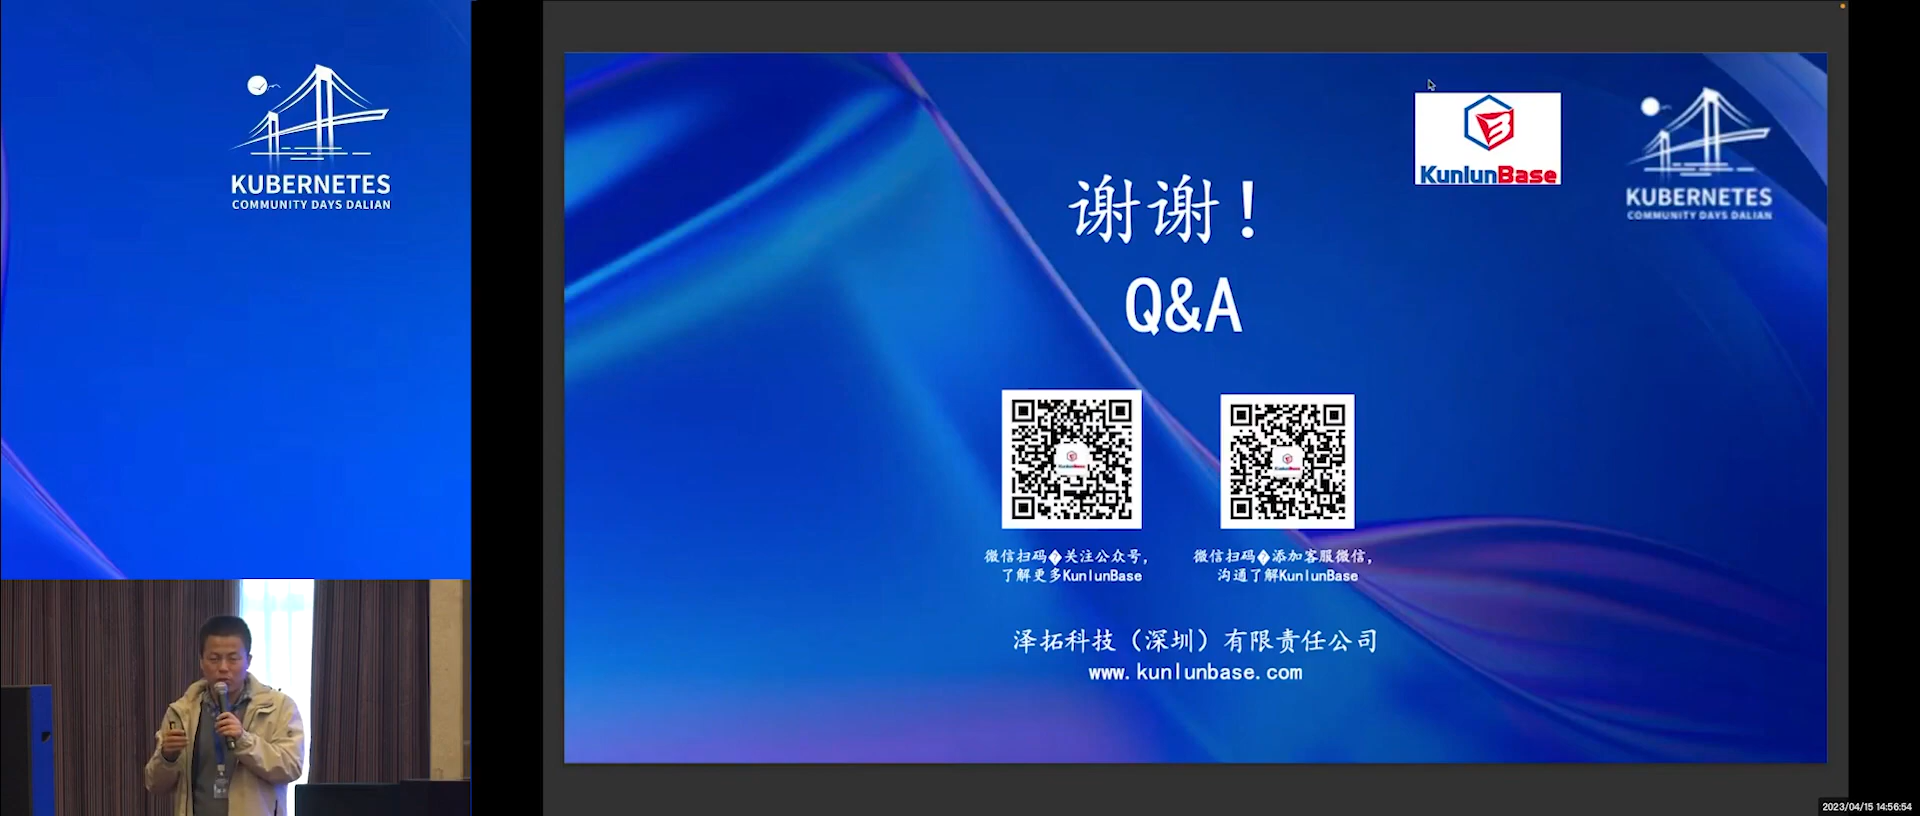 KUBERNETES
COMMUNITY DAYS DALIAN
KunlunBase
KUBERNETES
COMMUNITY DAYS DALIAN
谢谢！
Q&A
微信扫码�关注公众号，
了解更多KunlunBase
微信扫码�添加客服微信，
沟通了解KunlunBase
泽拓科技（深圳）有限责任公司
www.kunlunbase.com
2023/04/15 14:56:54